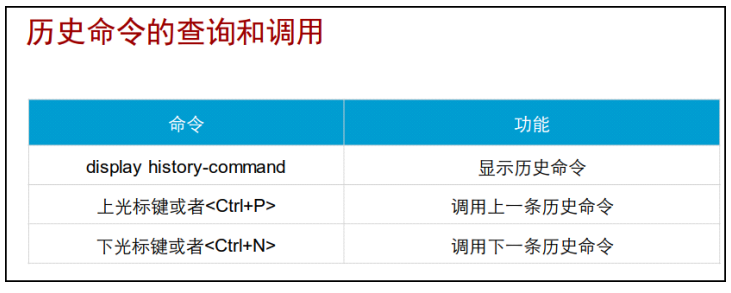 历史命令的查询和调用
命令 功能
display history-command 显示历史命令
上光标键或者<Ctrl+P> 调用上一条历史命令
下光标键或者<Ctrl+N> 调用下一条历史命令